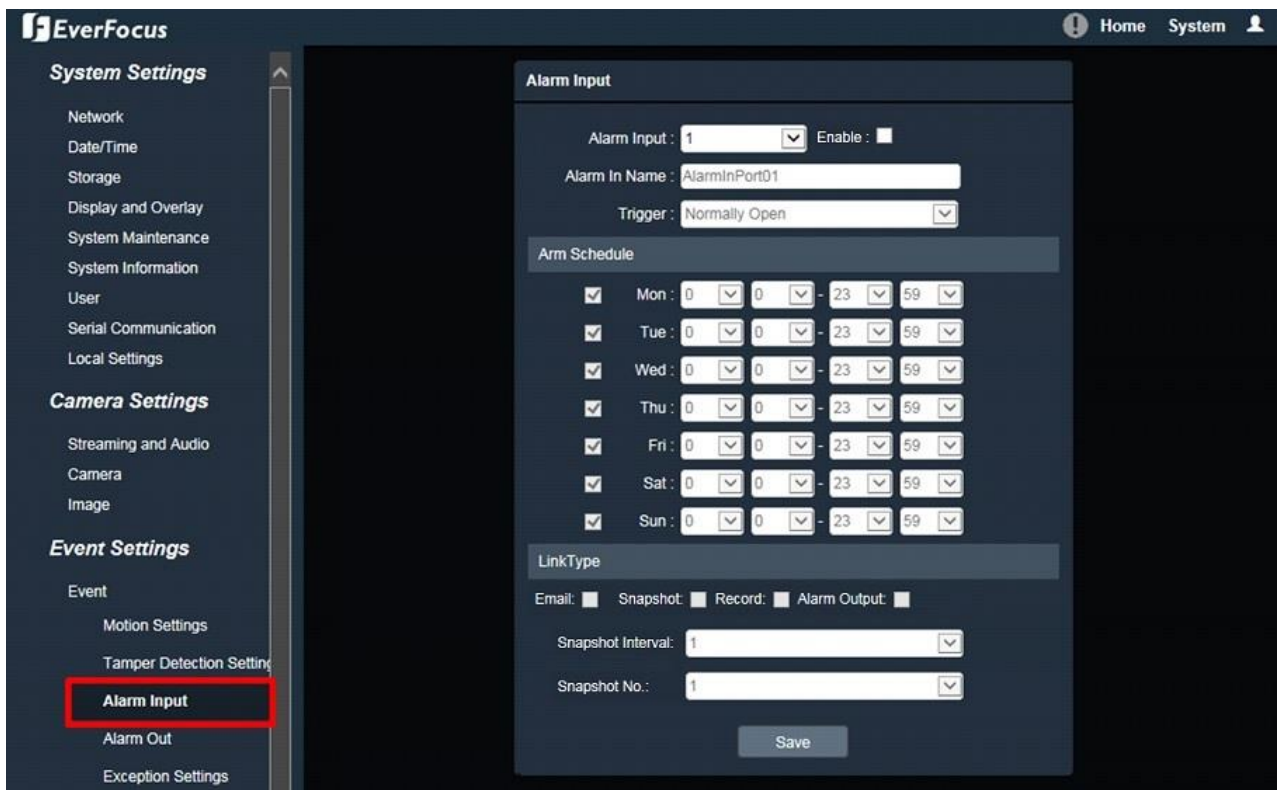 EverFocus
Home System
System Settings
Network
Date/Time
Storage
Display and Overlay
System Maintenance
System Information
User
Serial Communication
Local Settings
Camera Settings
Streaming and Audio
Camera
Image
Event Settings
Event
Motion Settings
Tamper Detection Setting
Alarm Input
Alarm Out
Exception Settings
Alarm Input
Alarm Input : 1 Enable :
Alarm In Name : AlarmInPort01
Trigger : Normally Open
Arm Schedule
Mon : 0 0 - 23 59
Tue : 0 0 - 23 59
Wed : 0 0 - 23 59
Thu : 0 0 - 23 59
Fri : 0 0 - 23 59
Sat : 0 0 - 23 59
Sun : 0 0 - 23 59
LinkType
Email: Snapshot: Record: Alarm Output:
Snapshot Interval: 1
Snapshot No.: 1
Save